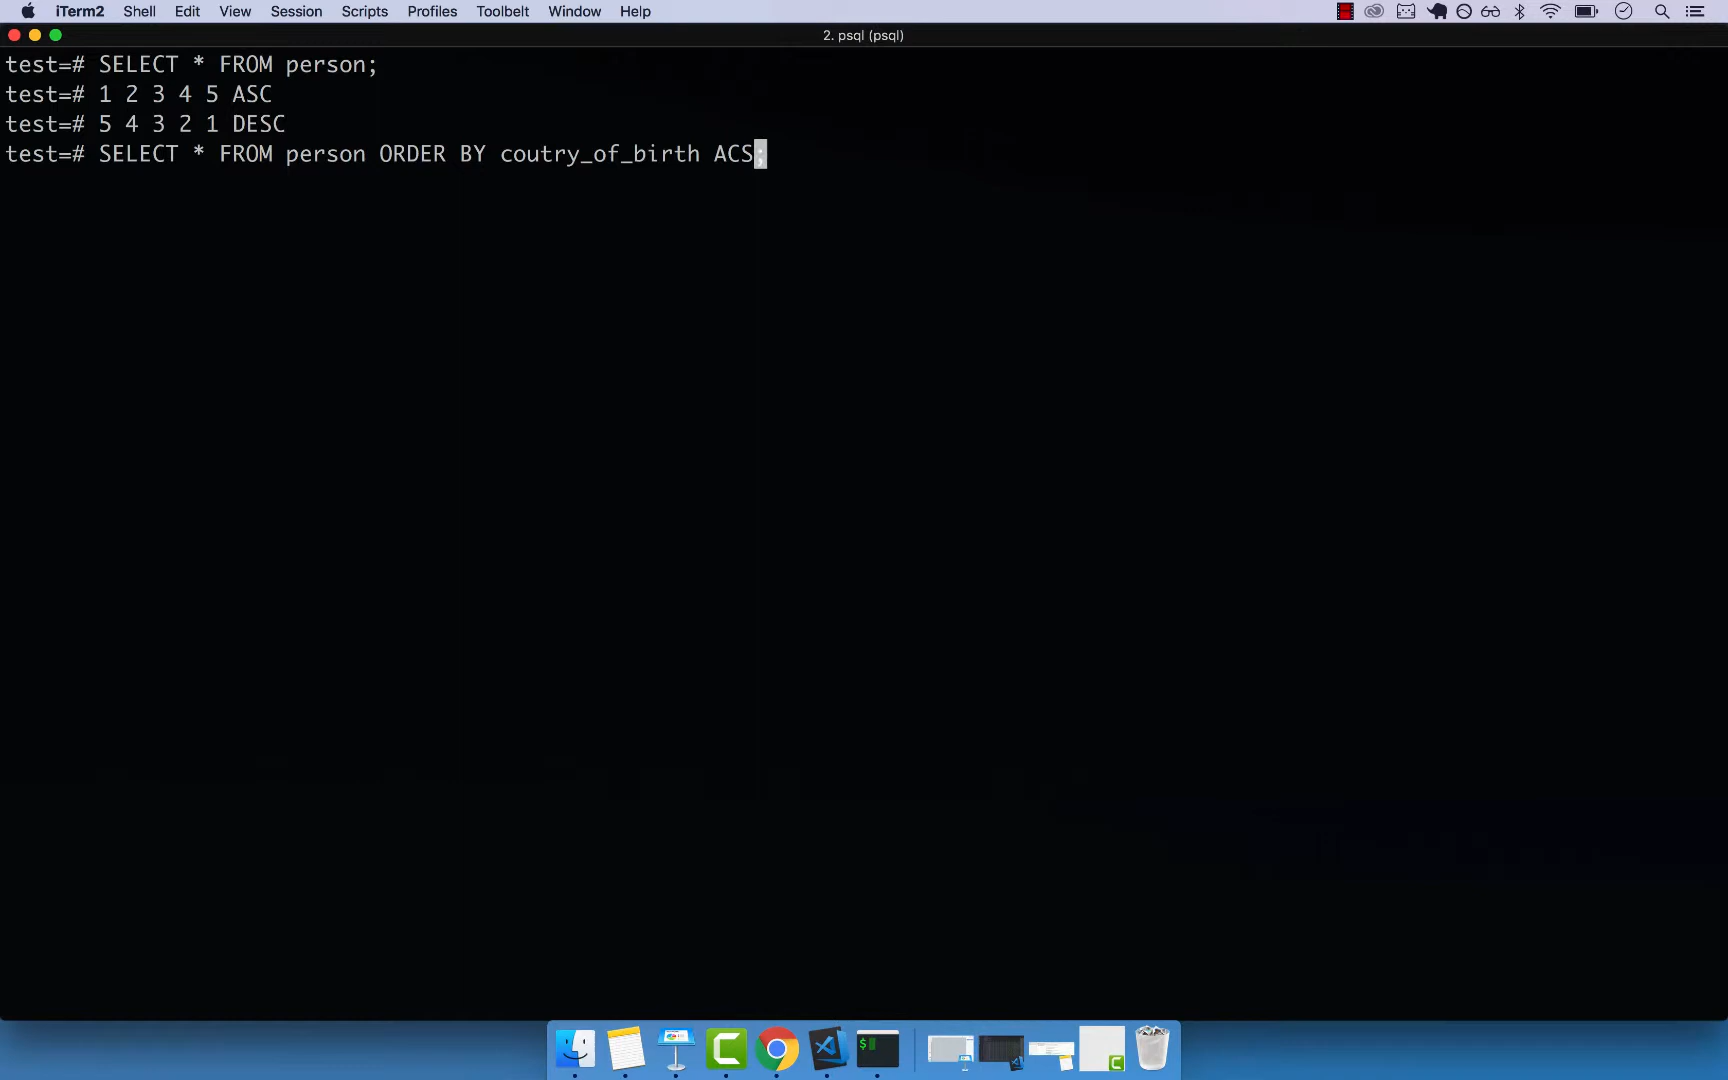 iTerm2 Shell Edit View Session Scripts Profiles Toolbelt Window Help
2. psql (psql)
test=# SELECT * FROM person;
test=# 1 2 3 4 5 ASC
test=# 5 4 3 2 1 DESC
test=# SELECT * FROM person ORDER BY coutry_of_birth ACS;